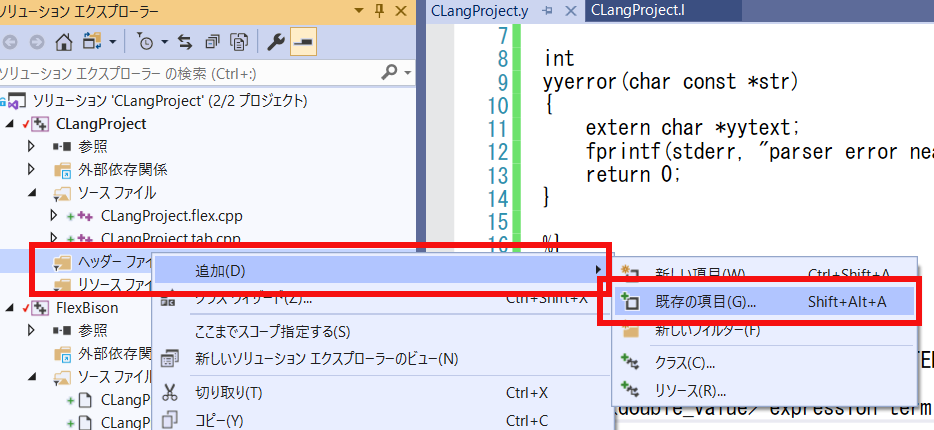 ソリューション エクスプローラー
ソリューション エクスプローラー の検索 (Ctrl+:)
ソリューション 'CLangProject' (2/2 プロジェクト)
CLangProject
参照
外部依存関係
ソース ファイル
CLangProject.flex.cpp
CLangProject.tab.cpp
ヘッダー ファイ
リソース ファイ
FlexBison
参照
外部依存関係
ソース ファイル
CLangP
CLangP
追加(D)
クラス ウィザード(Z)... Ctrl+Shift+X
ここまでスコープ指定する(S)
新しいソリューション エクスプローラーのビュー(N)
切り取り(T) Ctrl+X
コピー(Y) Ctrl+C
新しい項目(W)... Ctrl+Shift+A
既存の項目(G)... Shift+Alt+A
新しいフィルター(F)
クラス(C)...
リソース(R)...
CLangProject.y
CLangProject.l
7
8 int
9 yyerror(char const *str)
10 {
11 extern char *yytext;
12 fprintf(stderr, "parser error nea
13 return 0;
14 }
15
16 %}
TE
double_value> expression term